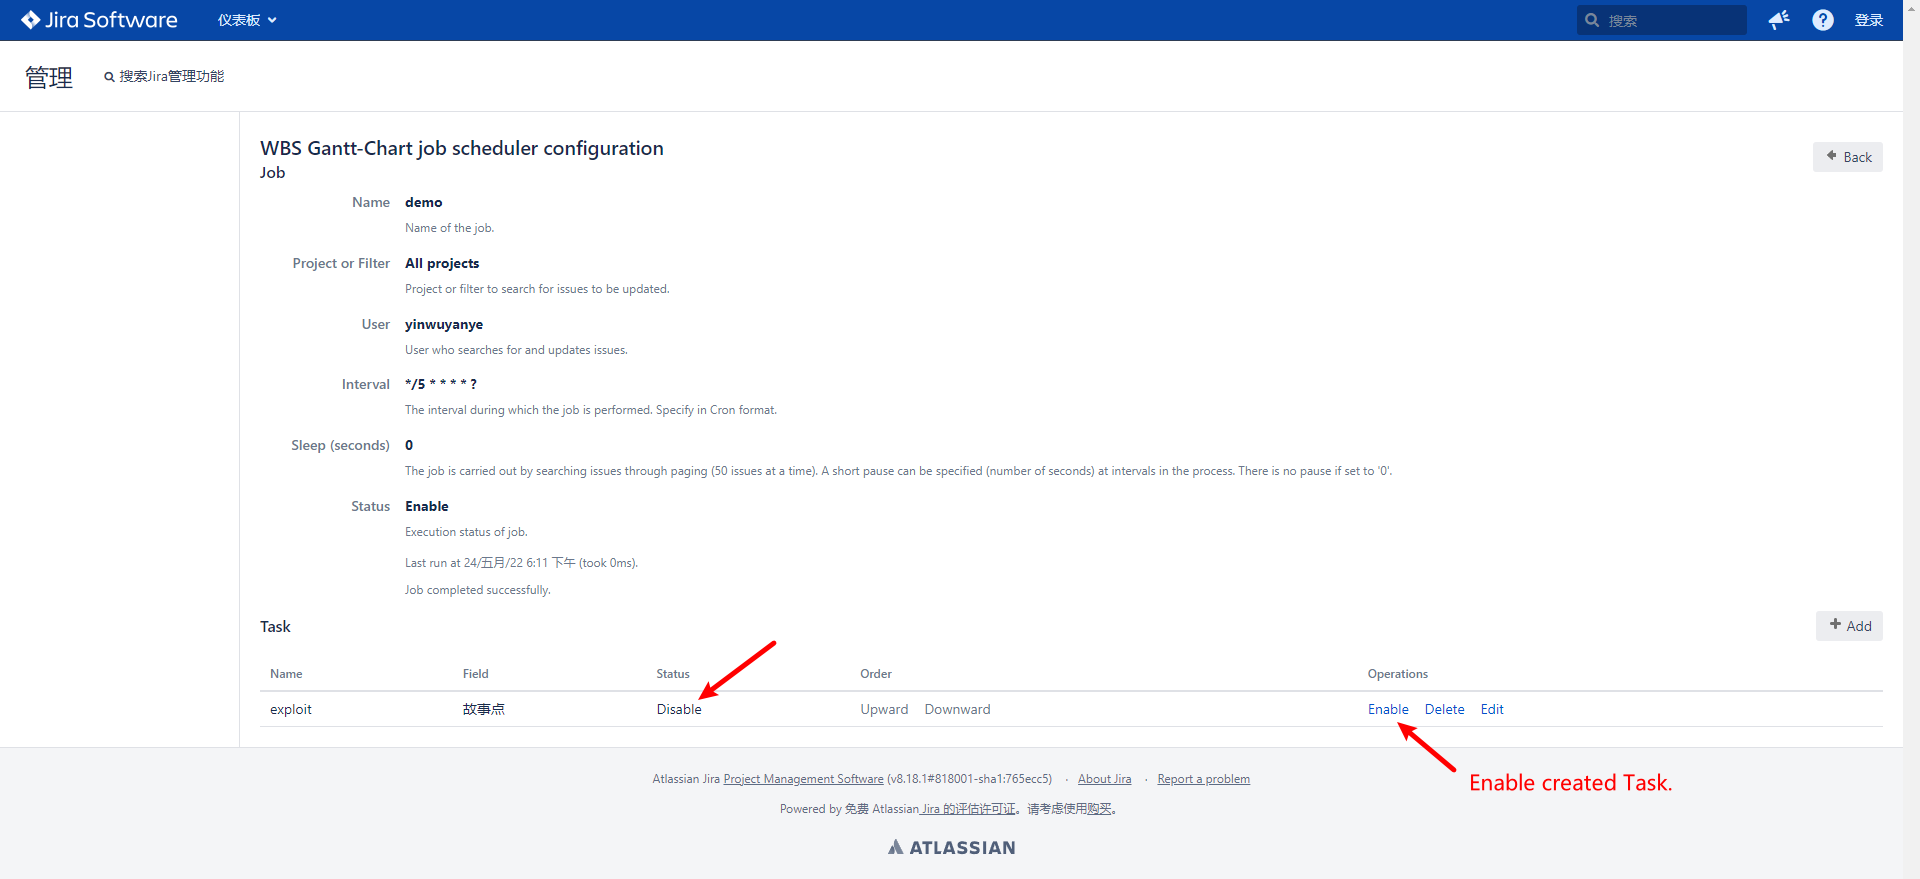 Jira Software 仪表板 搜索 ? 登录
管理 搜索Jira管理功能
WBS Gantt-Chart job scheduler configuration
Back
Job
Name demo
Name of the job.
Project or Filter All projects
Project or filter to search for issues to be updated.
User yinwuyanye
User who searches for and updates issues.
Interval */5 * * * * ?
The interval during which the job is performed. Specify in Cron format.
Sleep (seconds) 0
The job is carried out by searching issues through paging (50 issues at a time). A short pause can be specified (number of seconds) at intervals in the process. There is no pause if set to '0'.
Status Enable
Execution status of job.
Last run at 24/五月/22 6:11 下午 (took 0ms).
Job completed successfully.
Task + Add
Name Field Status Order Operations
exploit 故事点 Disable Upward Downward Enable Delete Edit
Enable created Task.
Atlassian Jira Project Management Software (v8.18.1#818001-sha1:765ecc5) · About Jira · Report a problem
Powered by 免费 Atlassian Jira 的评估许可证。请考虑使用购买。
ATLASSIAN